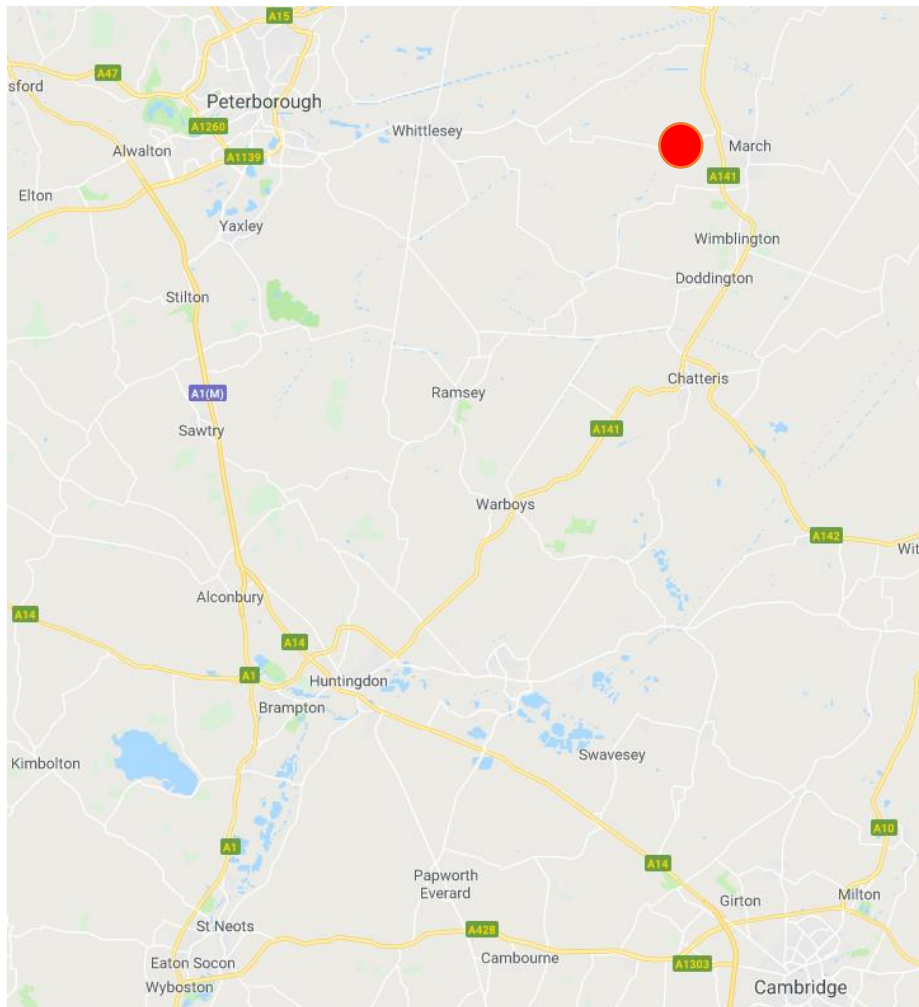 A15
A47
sford
Peterborough
A1260
Whittlesey
March
Alwalton
A1139
A141
Elton
Yaxley
Wimblington
Doddington
Stilton
Chatteris
A1(M)
Ramsey
Sawtry
A141
Warboys
A142
Wit
Alconbury
A14
A14
A1
Huntingdon
Brampton
Swavesey
Kimbolton
A10
A1
A14
Papworth
Everard
Girton
Milton
St Neots
A428
Cambourne
A1303
Eaton Socon
Wyboston
Cambridge